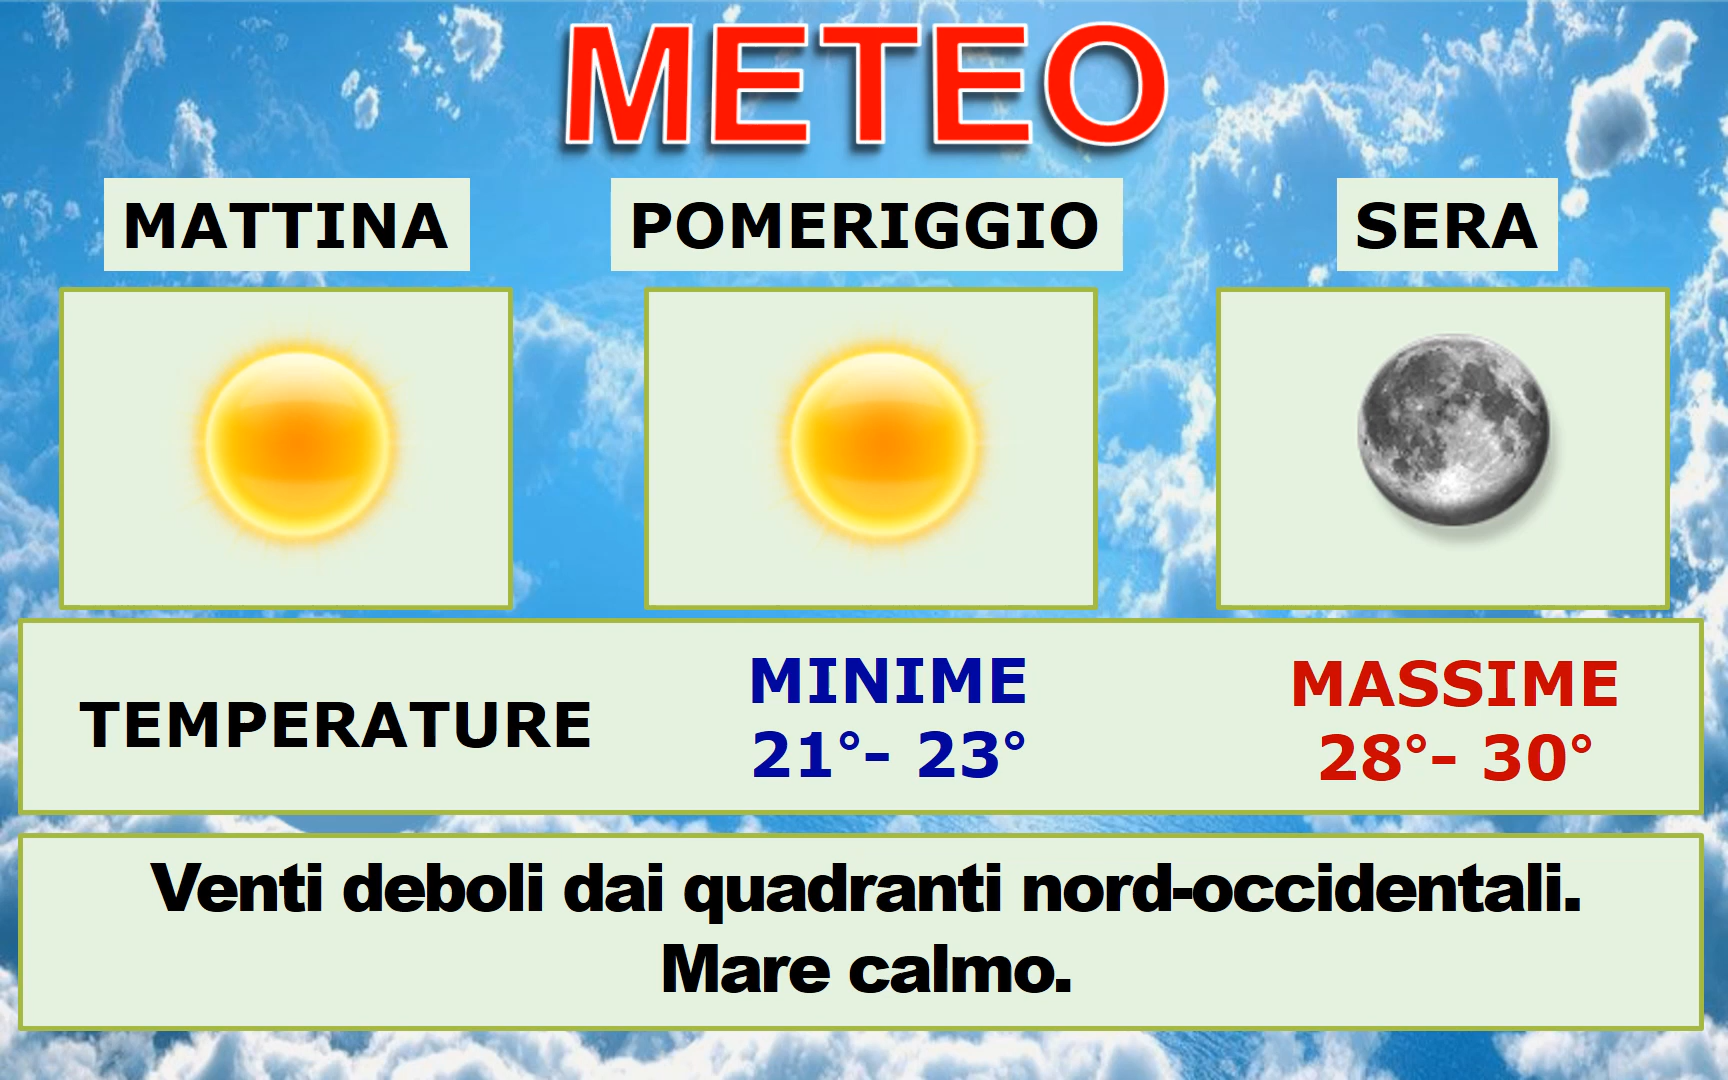 METEO
MATTINA
POMERIGGIO
SERA
TEMPERATURE
MINIME
21°- 23°
MASSIME
28°- 30°
Venti deboli dai quadranti nord-occidentali.
Mare calmo.